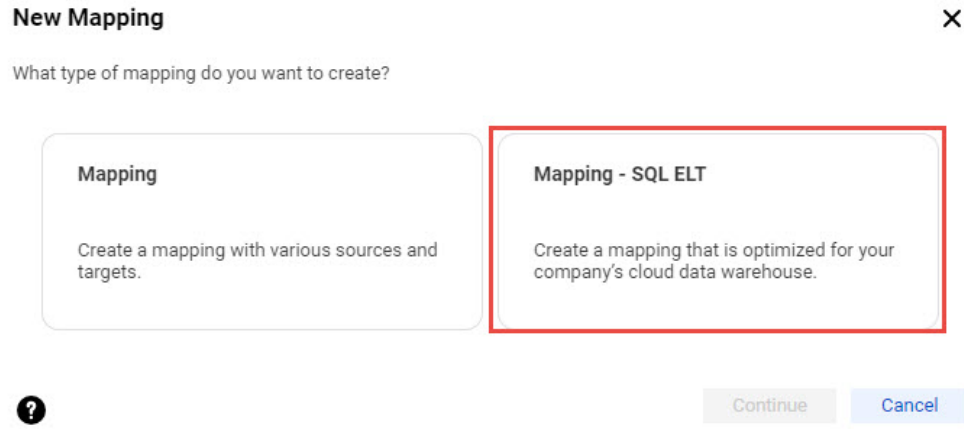 New Mapping
What type of mapping do you want to create?
Mapping
Create a mapping with various sources and
targets.
Mapping - SQL ELT
Create a mapping that is optimized for your
company's cloud data warehouse.
?
Continue
Cancel